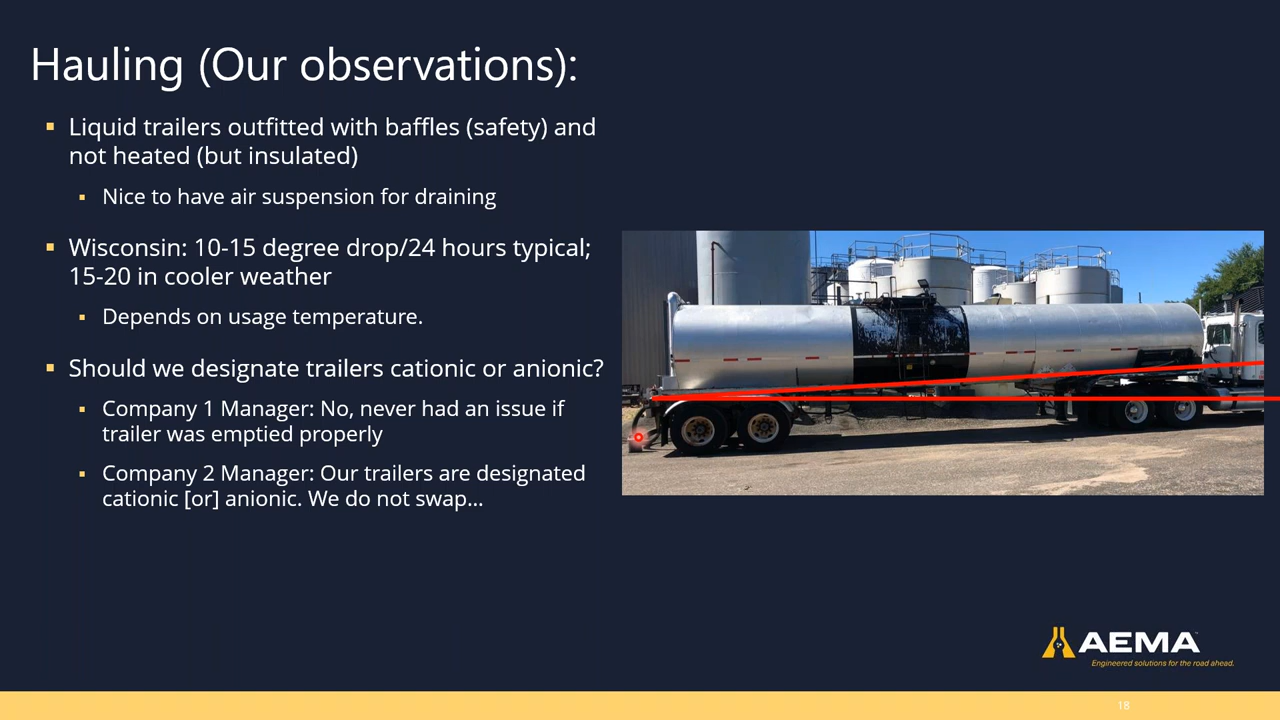 Hauling (Our observations):
Liquid trailers outfitted with baffles (safety) and
not heated (but insulated)
Nice to have air suspension for draining
Wisconsin: 10-15 degree drop/24 hours typical;
15-20 in cooler weather
Depends on usage temperature.
Should we designate trailers cationic or anionic?
Company 1 Manager: No, never had an issue if
trailer was emptied properly
Company 2 Manager: Our trailers are designated
cationic [or] anionic. We do not swap...
AEMA
Engineered solutions for the road ahead.
18